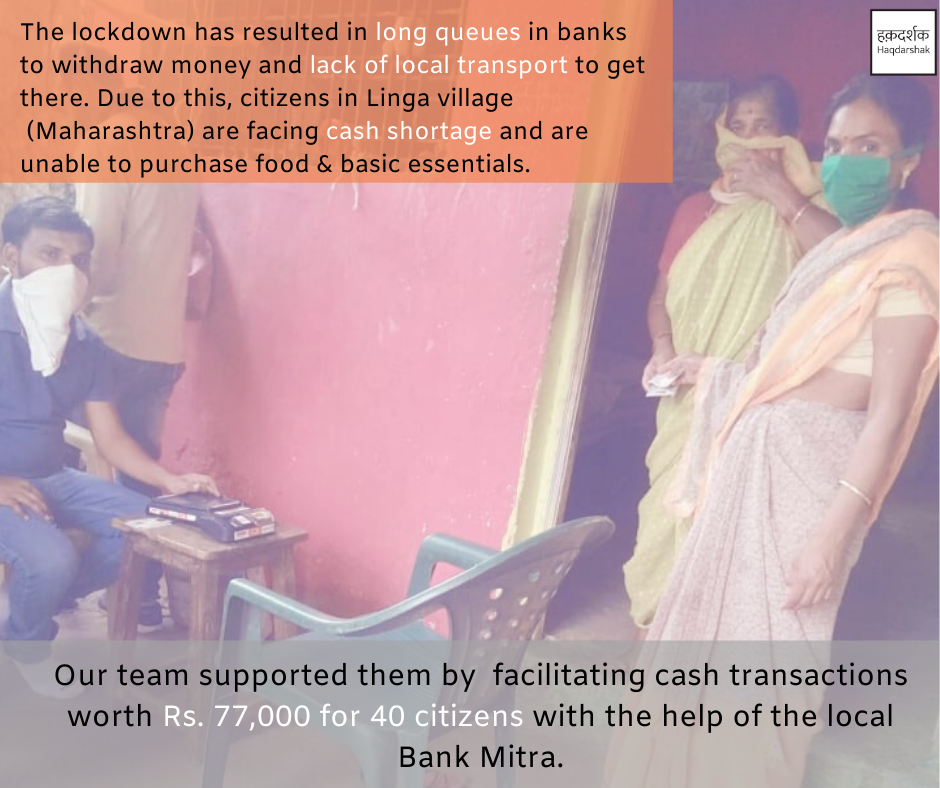 The lockdown has resulted in long queues in banks
to withdraw money and lack of local transport to get
there. Due to this, citizens in Linga village
(Maharashtra) are facing cash shortage and are
unable to purchase food & basic essentials.
हक़दर्शक
Haqdarshak
Our team supported them by facilitating cash transactions
worth Rs. 77,000 for 40 citizens with the help of the local
Bank Mitra.